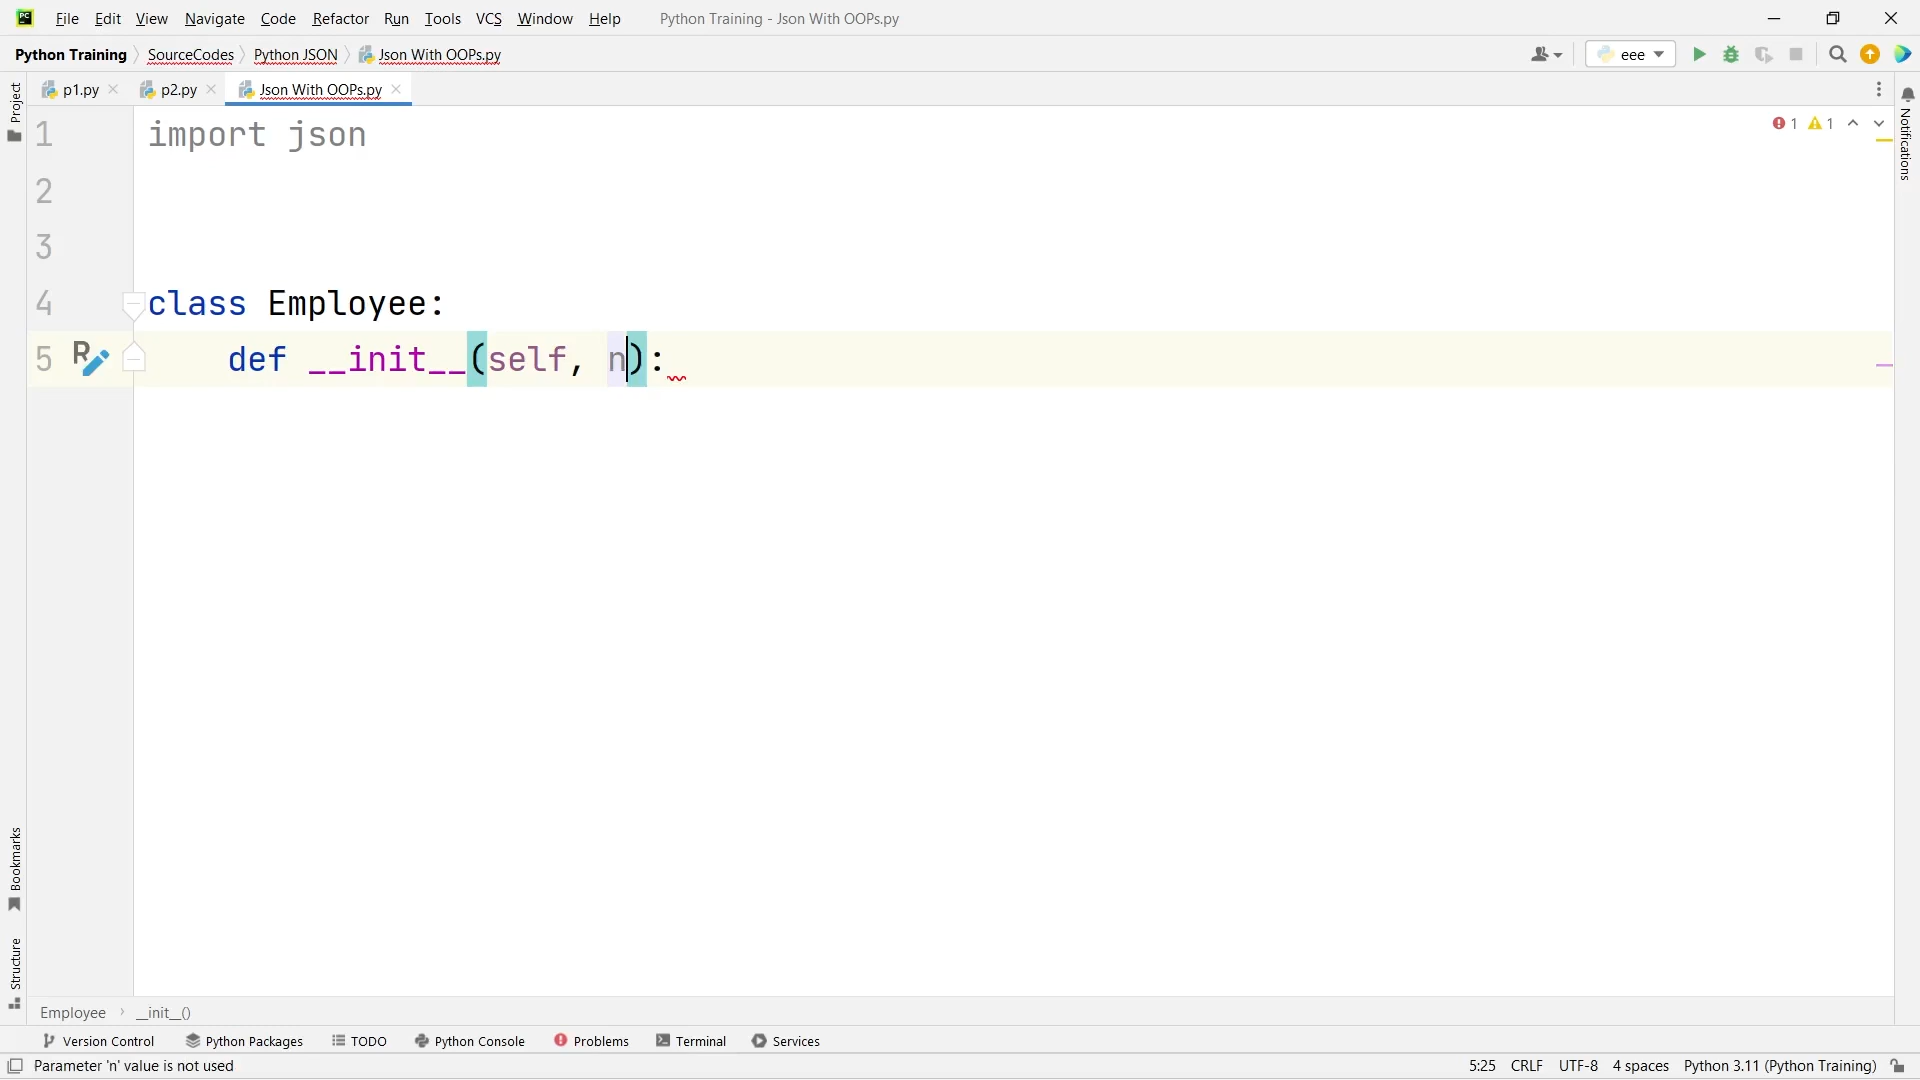 File Edit View Navigate Code Refactor Run Tools VCS Window Help Python Training - Json With OOPs.py
Python Training SourceCodes Python JSON Json With OOPs.py eee
p1.py p2.py Json With OOPs.py
Project
Notifications
1 1
1 import json
2
3
4 class Employee:
5 def __init__(self, n):
Bookmarks
Structure
Employee __init__()
Version Control Python Packages TODO Python Console Problems Terminal Services
Parameter 'n' value is not used 5:25 CRLF UTF-8 4 spaces Python 3.11 (Python Training)